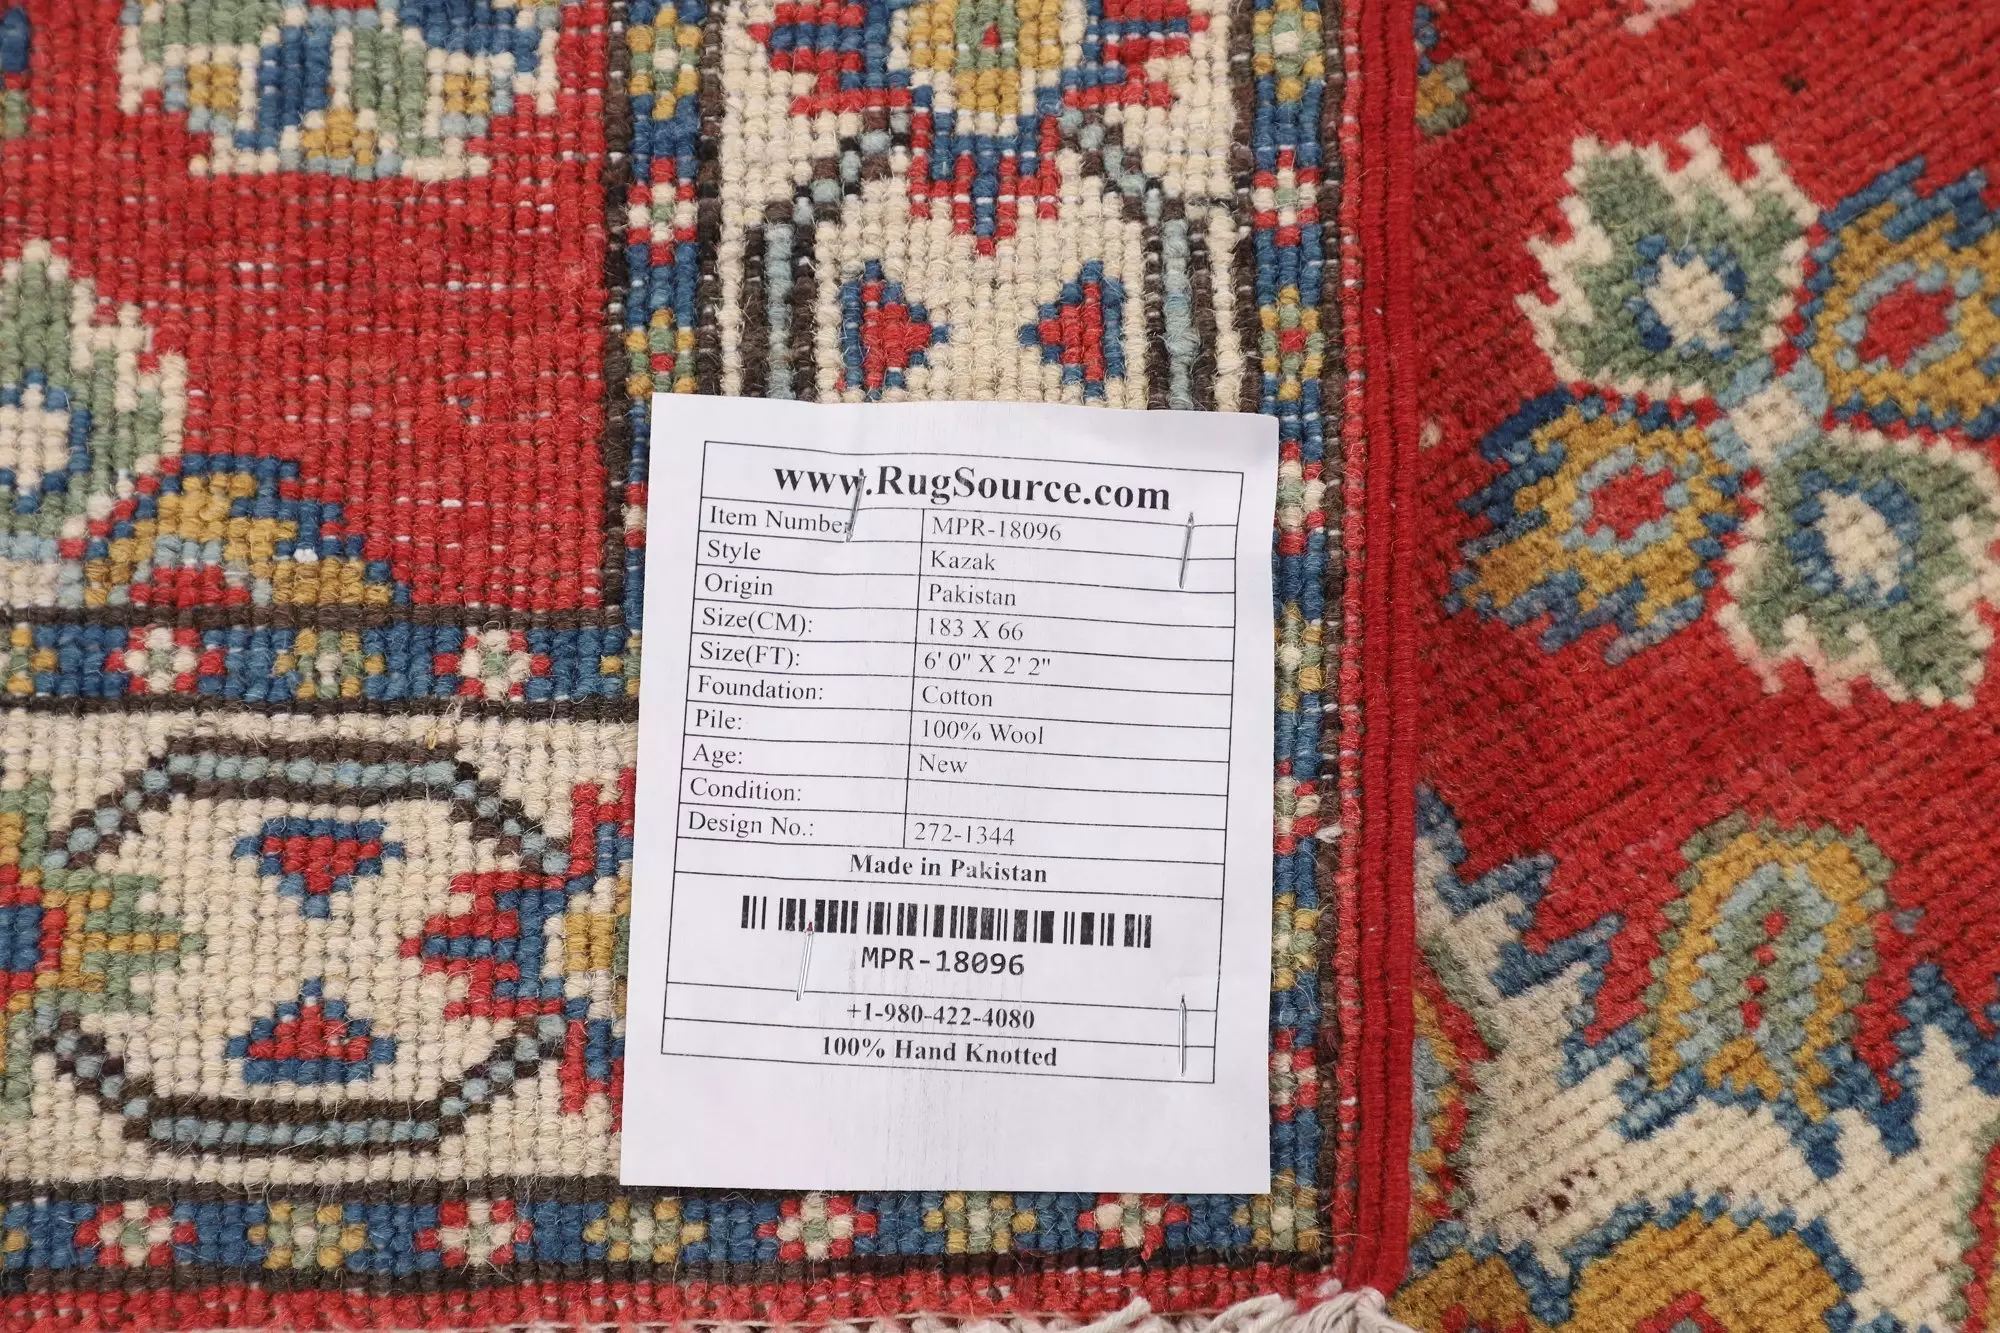 www.RugSource.com
Item Number MPR-18096
Style Kazak
Origin Pakistan
Size(CM): 183 X 66
Size(FT): 6' 0" X 2' 2"
Foundation: Cotton
Pile: 100% Wool
Age: New
Condition:
Design No.: 272-1344
Made in Pakistan
MPR-18096
+1-980-422-4080
100% Hand Knotted